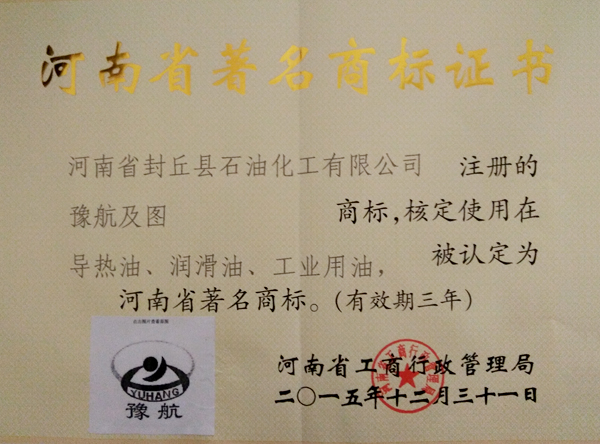 河南省著名商标证书
河南省封丘县石油化工有限公司 注册的
豫航及图 商标，核定使用在
导热油、润滑油、工业用油， 被认定为
河南省著名商标。（有效期三年）
YUHANG
豫航
河南省工商行政管理局
二〇一五年十二月三十一日